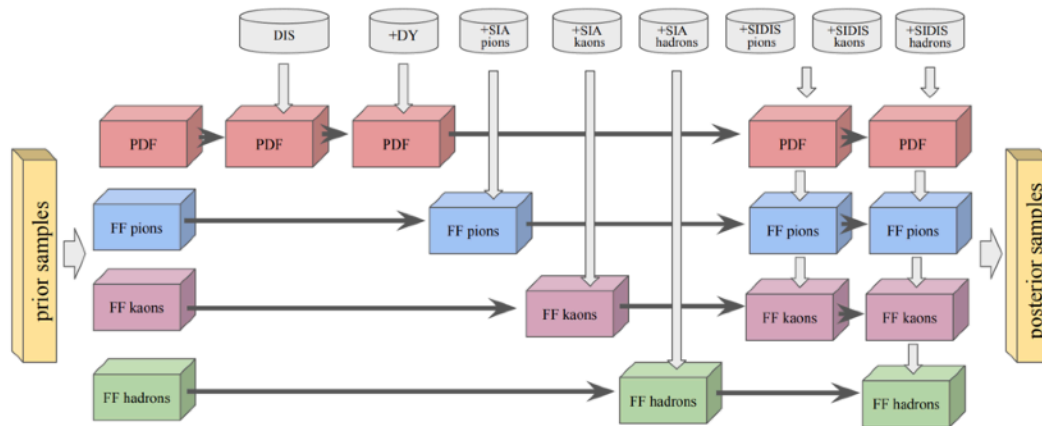 DIS
+DY
+SIA
pions
+SIA
kaons
+SIA
hadrons
+SIDIS
pions
+SIDIS
kaons
+SIDIS
hadrons
PDF
PDF
PDF
PDF
PDF
prior samples
FF pions
FF pions
FF pions
FF pions
posterior samples
FF kaons
FF kaons
FF kaons
FF kaons
FF hadrons
FF hadrons
FF hadrons